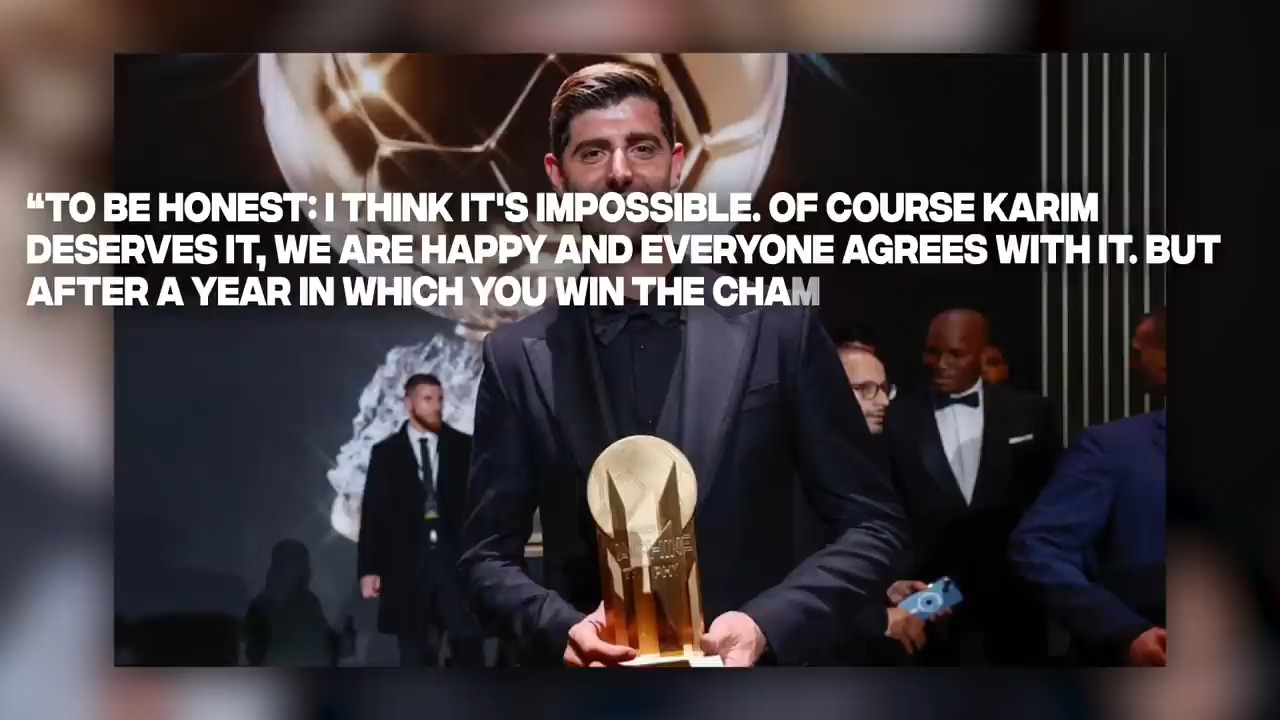 “TO BE HONEST: I THINK IT'S IMPOSSIBLE. OF COURSE KARIM
DESERVES IT, WE ARE HAPPY AND EVERYONE AGREES WITH IT. BUT
AFTER A YEAR IN WHICH YOU WIN THE CHAM